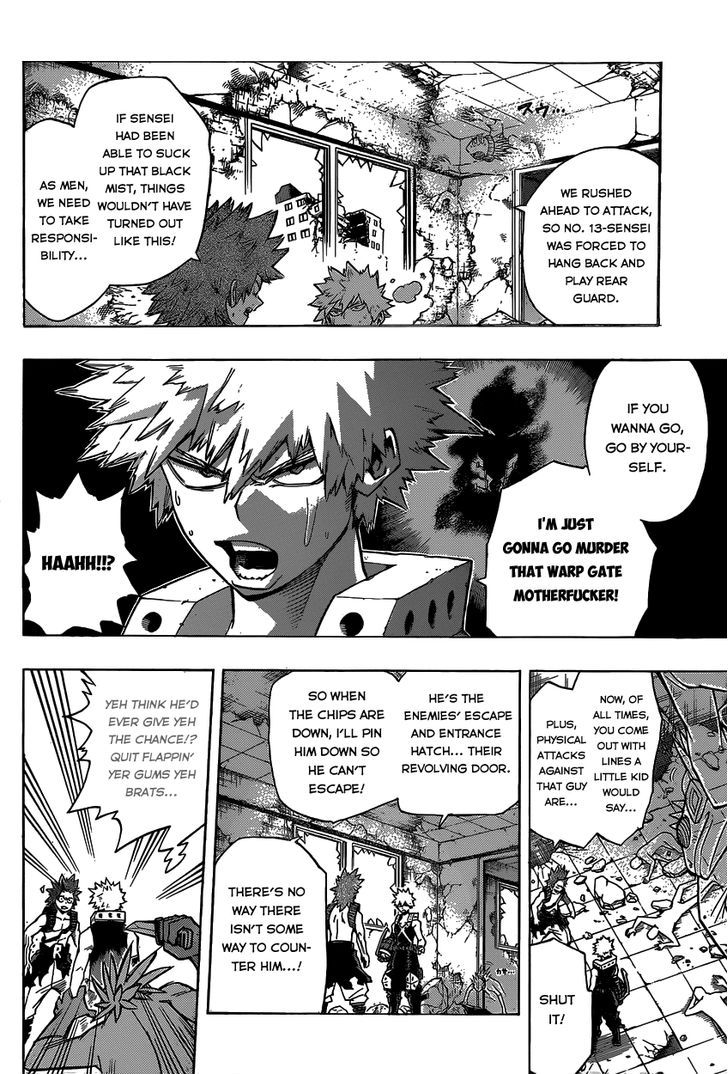 WE RUSHED
AHEAD TO ATTACK,
SO NO. 13-SENSEI
WAS FORCED TO
HANG BACK AND
PLAY REAR
GUARD.
スウ…
IF SENSEI
HAD BEEN
ABLE TO SUCK
UP THAT BLACK
MIST, THINGS
WOULDN'T HAVE
TURNED OUT
LIKE THIS!
AS MEN,
WE NEED
TO TAKE
RESPONSI-
BILITY...
IF YOU
WANNA GO,
GO BY YOUR-
SELF.
I'M JUST
GONNA GO MURDER
THAT WARP GATE
MOTHERFUCKER!
HAAHH!!?
NOW, OF
ALL TIMES,
YOU COME
OUT WITH
LINES A
LITTLE KID
WOULD
SAY...
PLUS,
PHYSICAL
ATTACKS
AGAINST
THAT GUY
ARE...
SHUT
IT!
HE'S THE
ENEMIES' ESCAPE
AND ENTRANCE
HATCH... THEIR
REVOLVING DOOR.
SO WHEN
THE CHIPS ARE
DOWN, I'LL PIN
HIM DOWN SO
HE CAN'T
ESCAPE!
THERE'S NO
WAY THERE
ISN'T SOME
WAY TO COUN-
TER HIM...!
YEH THINK HE'D
EVER GIVE YEH
THE CHANCE!?
QUIT FLAPPIN'
YER GUMS YEH
BRATS...